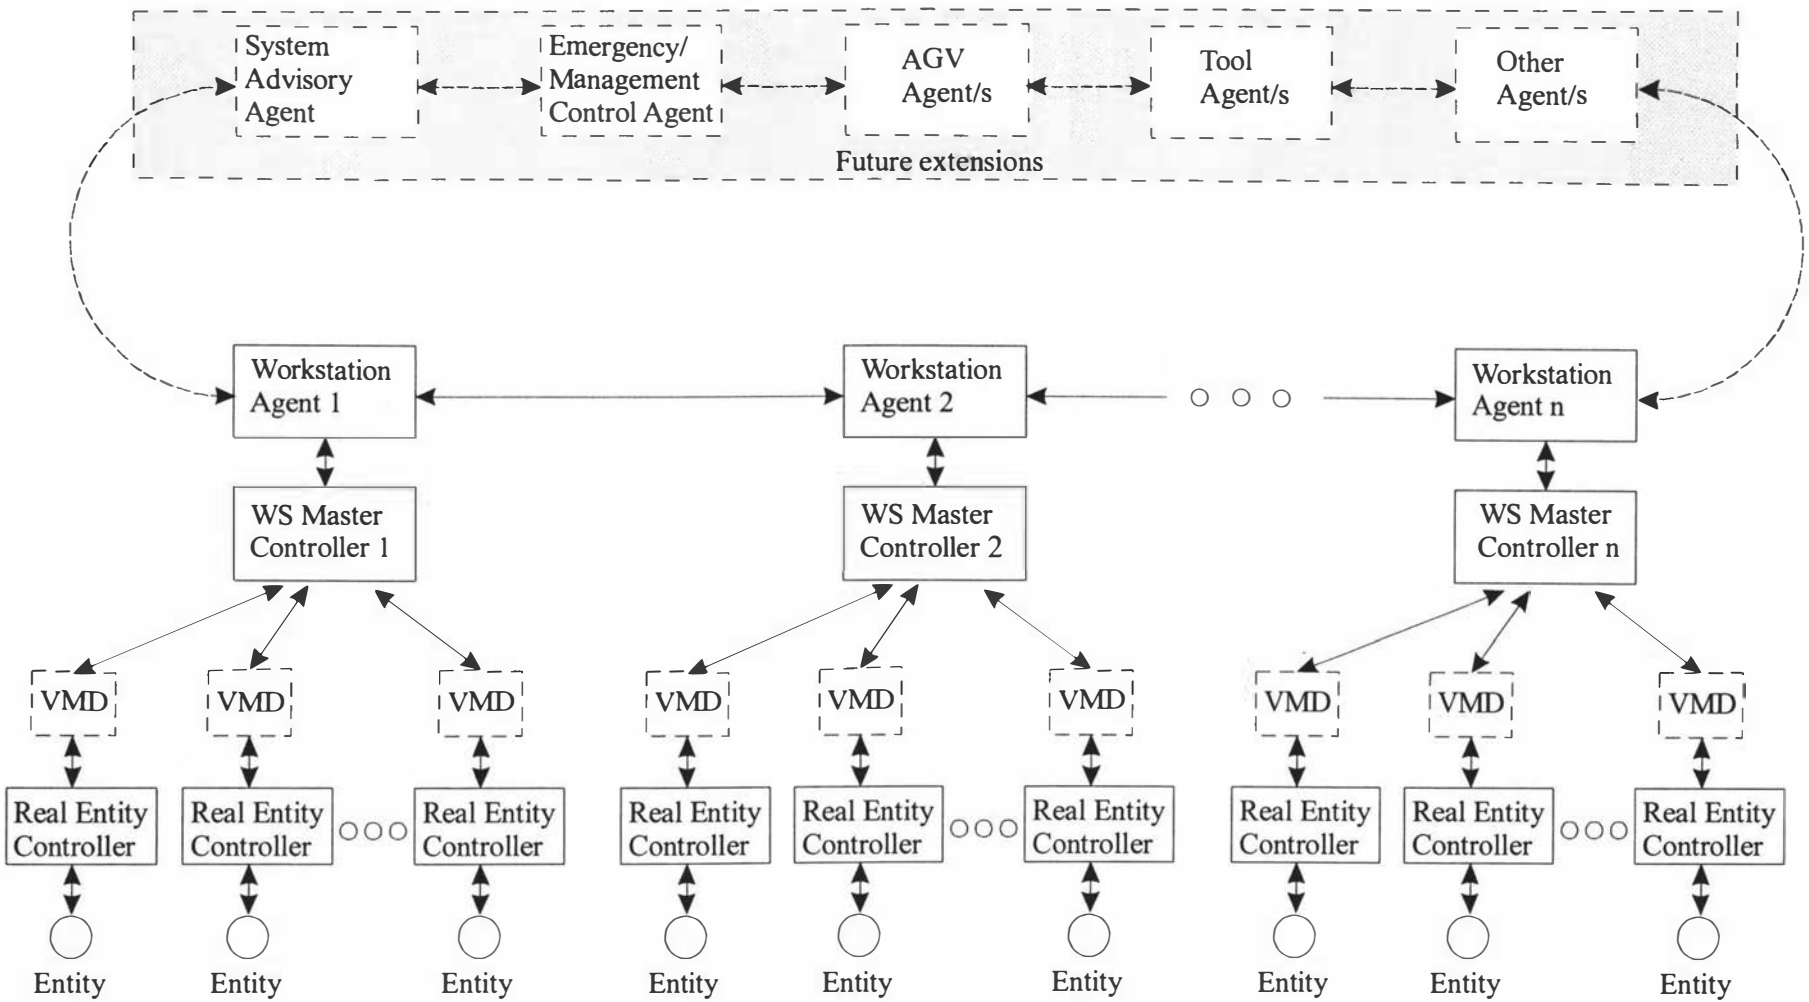 System
Advisory
Agent
Emergency/
Management
Control Agent
AGV
Agent/s
Tool
Agent/s
Other
Agent/s
Future extensions
Workstation
Agent 1
Workstation
Agent 2
Workstation
Agent n
WS Master
Controller 1
WS Master
Controller 2
WS Master
Controller n
VMD
VMD
VMD
VMD
VMD
VMD
VMD
VMD
VMD
Real Entity
Controller
Real Entity
Controller
Real Entity
Controller
Real Entity
Controller
Real Entity
Controller
Real Entity
Controller
Real Entity
Controller
Real Entity
Controller
Real Entity
Controller
Entity
Entity
Entity
Entity
Entity
Entity
Entity
Entity
Entity